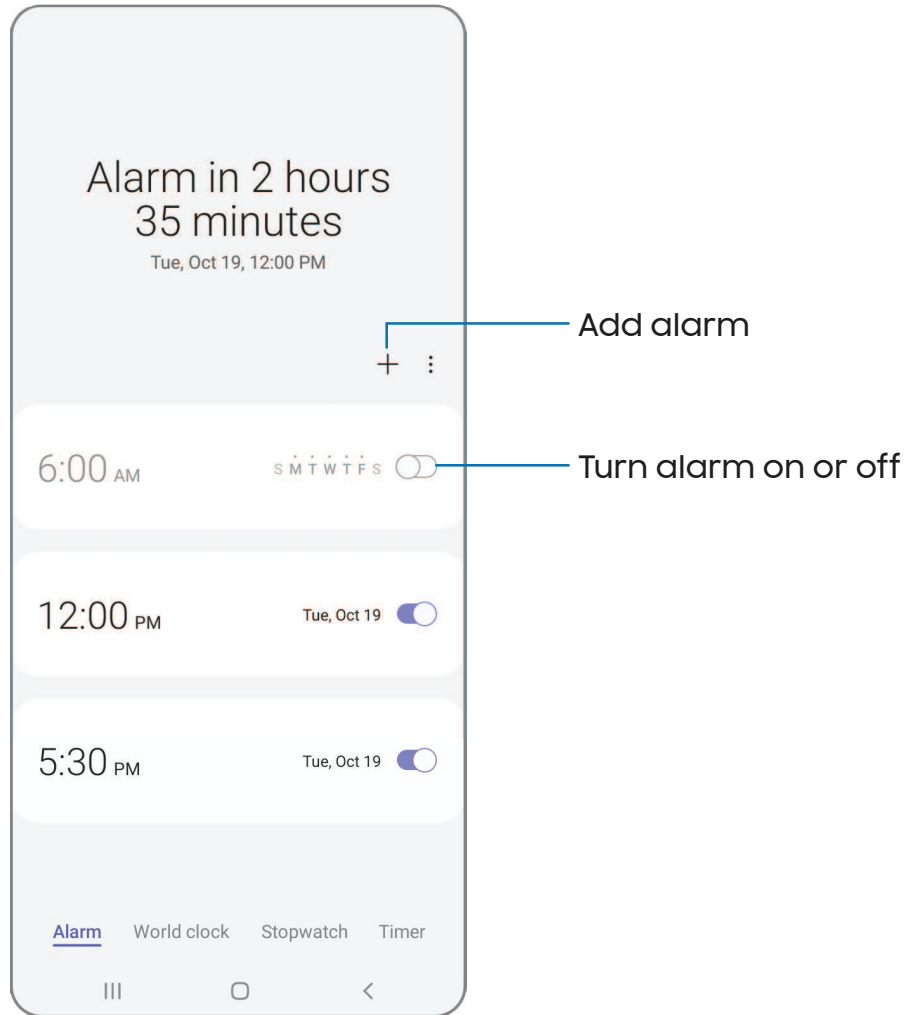 Alarm in 2 hours
35 minutes
Tue, Oct 19, 12:00 PM
Add alarm
6:00 AM S M T W T F S
Turn alarm on or off
12:00 PM Tue, Oct 19
5:30 PM Tue, Oct 19
Alarm World clock Stopwatch Timer